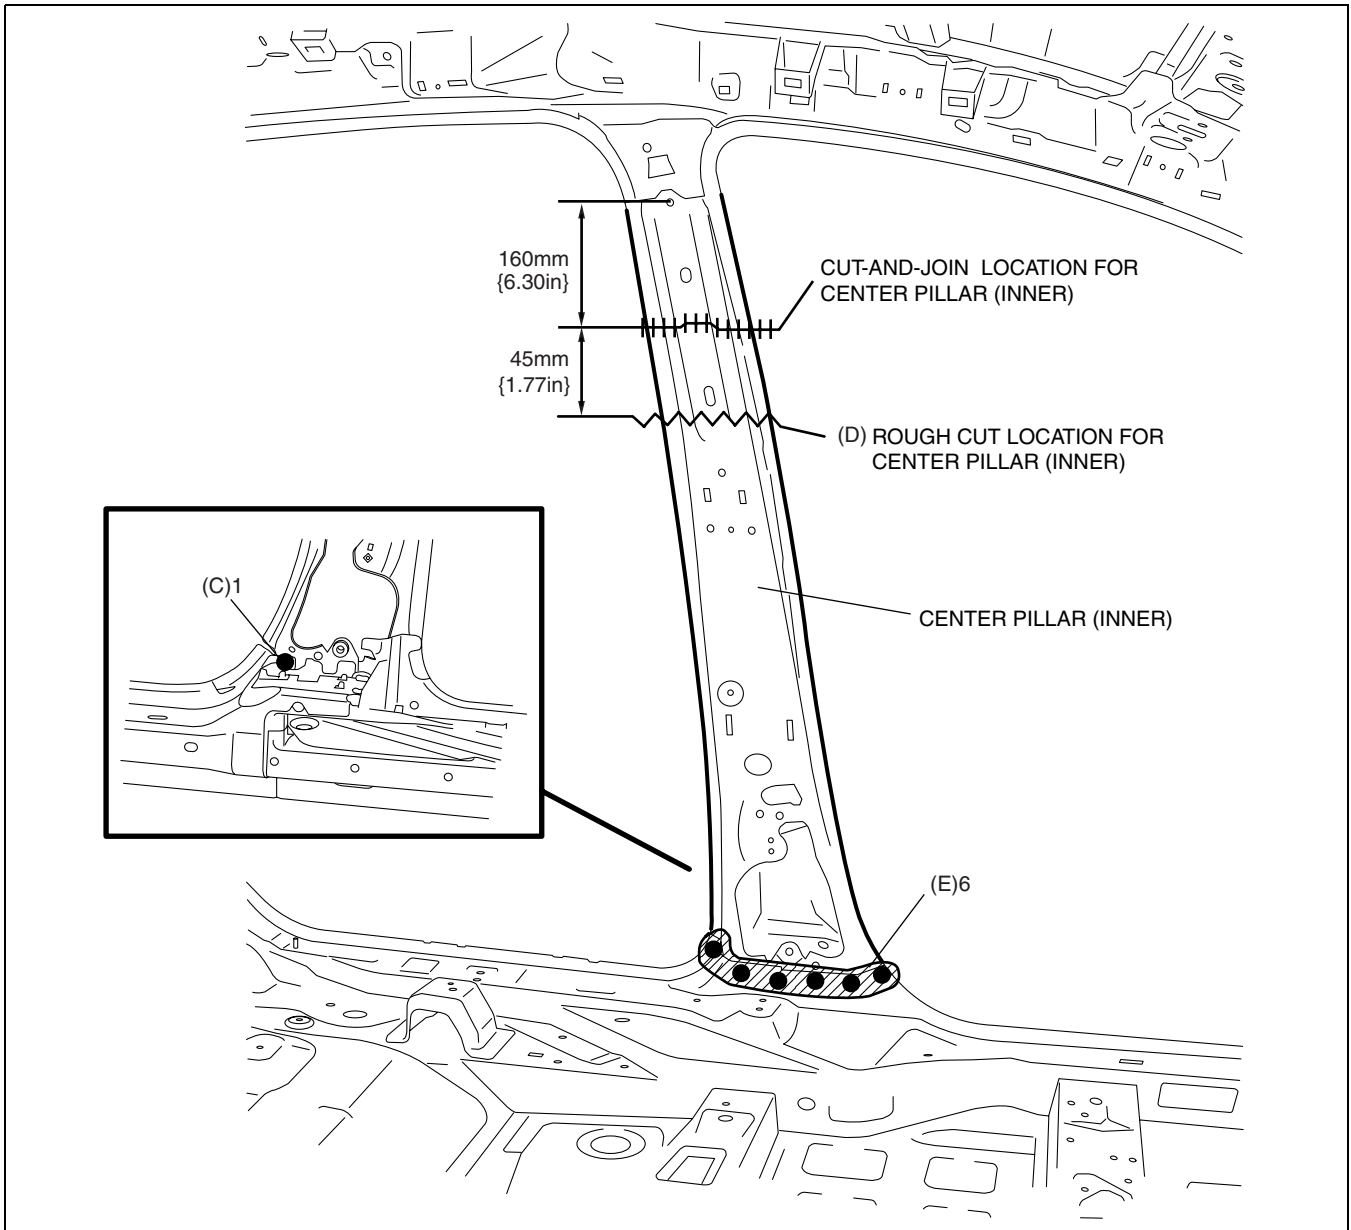 160mm
{6.30in}
CUT-AND-JOIN LOCATION FOR
CENTER PILLAR (INNER)
45mm
{1.77in}
(D) ROUGH CUT LOCATION FOR
CENTER PILLAR (INNER)
(C)1
CENTER PILLAR (INNER)
(E)6